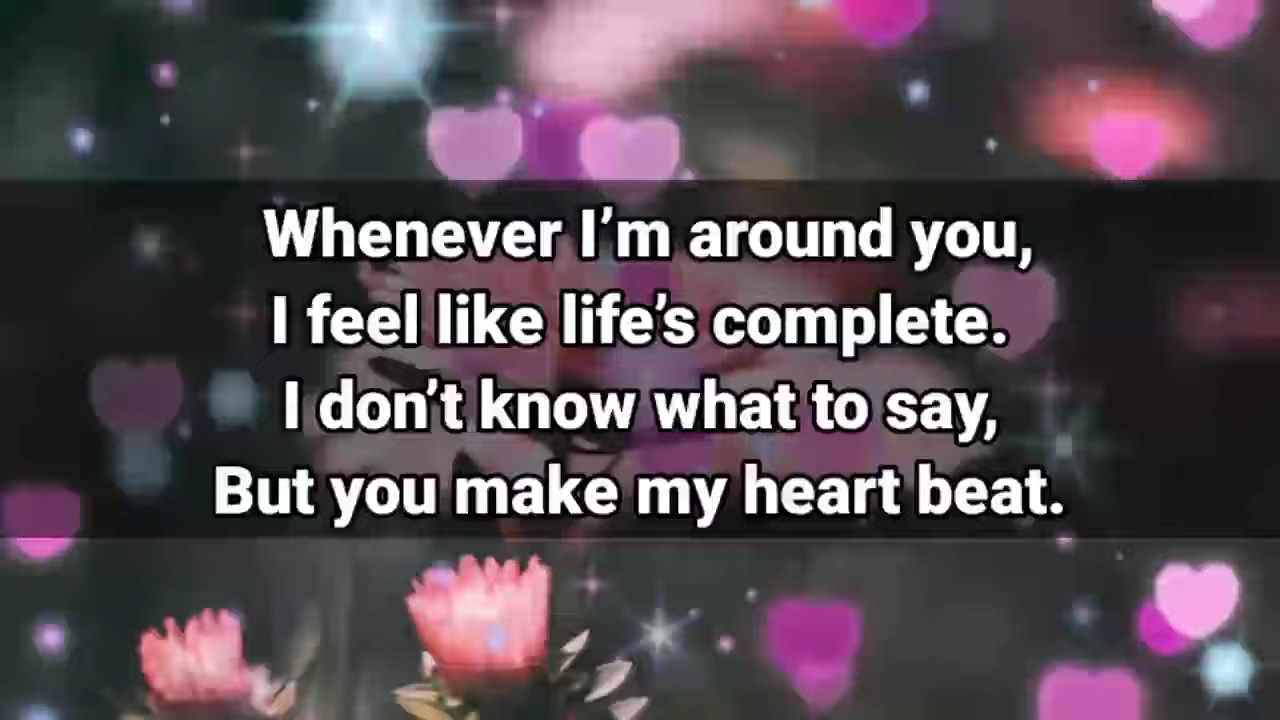 Whenever I’m around you,
I feel like life’s complete.
I don’t know what to say,
But you make my heart beat.